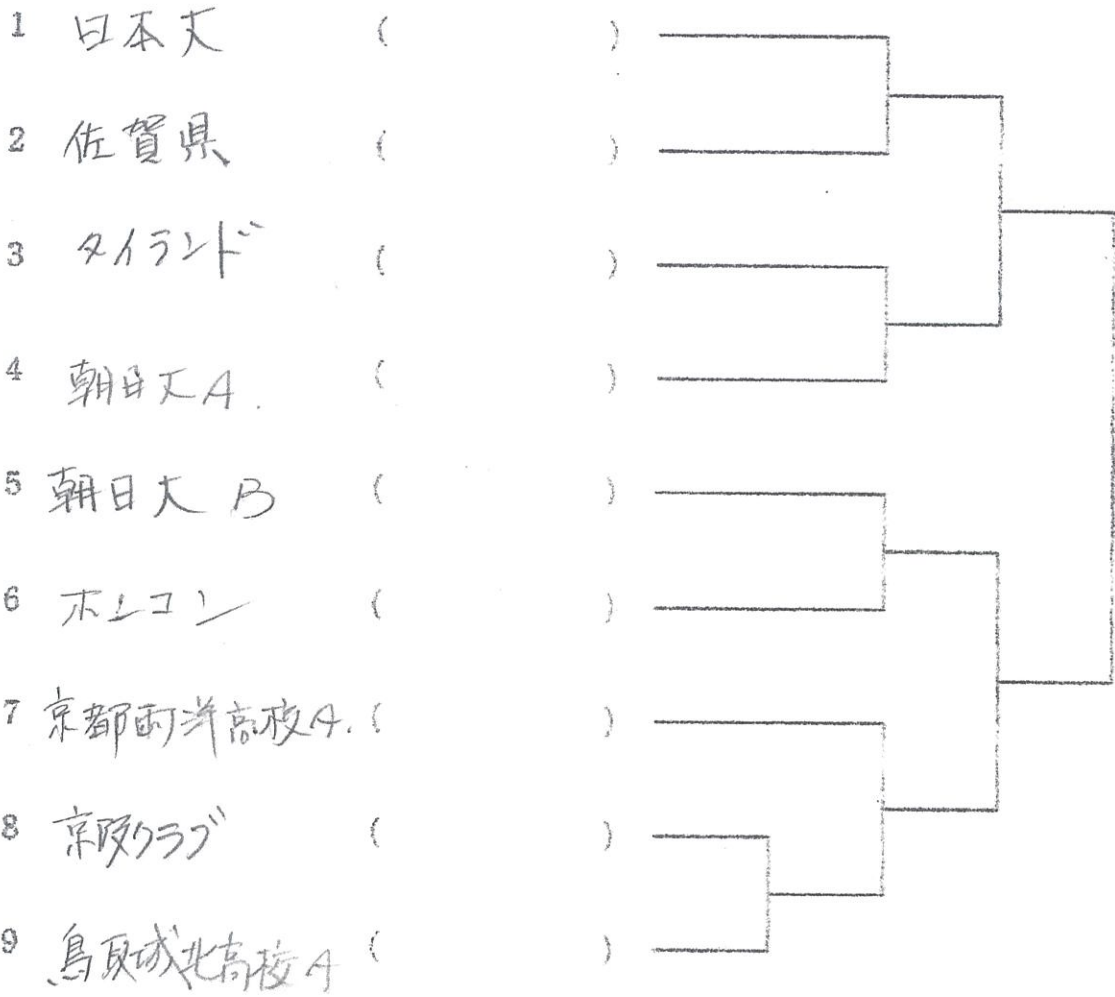 1 日本大 ( )
2 佐賀県 ( )
3 タイランド ( )
4 朝日大A. ( )
5 朝日大 B ( )
6 ホンコン ( )
7 京都両洋高校A. ( )
8 京阪クラブ ( )
9 鳥取城北高校A ( )